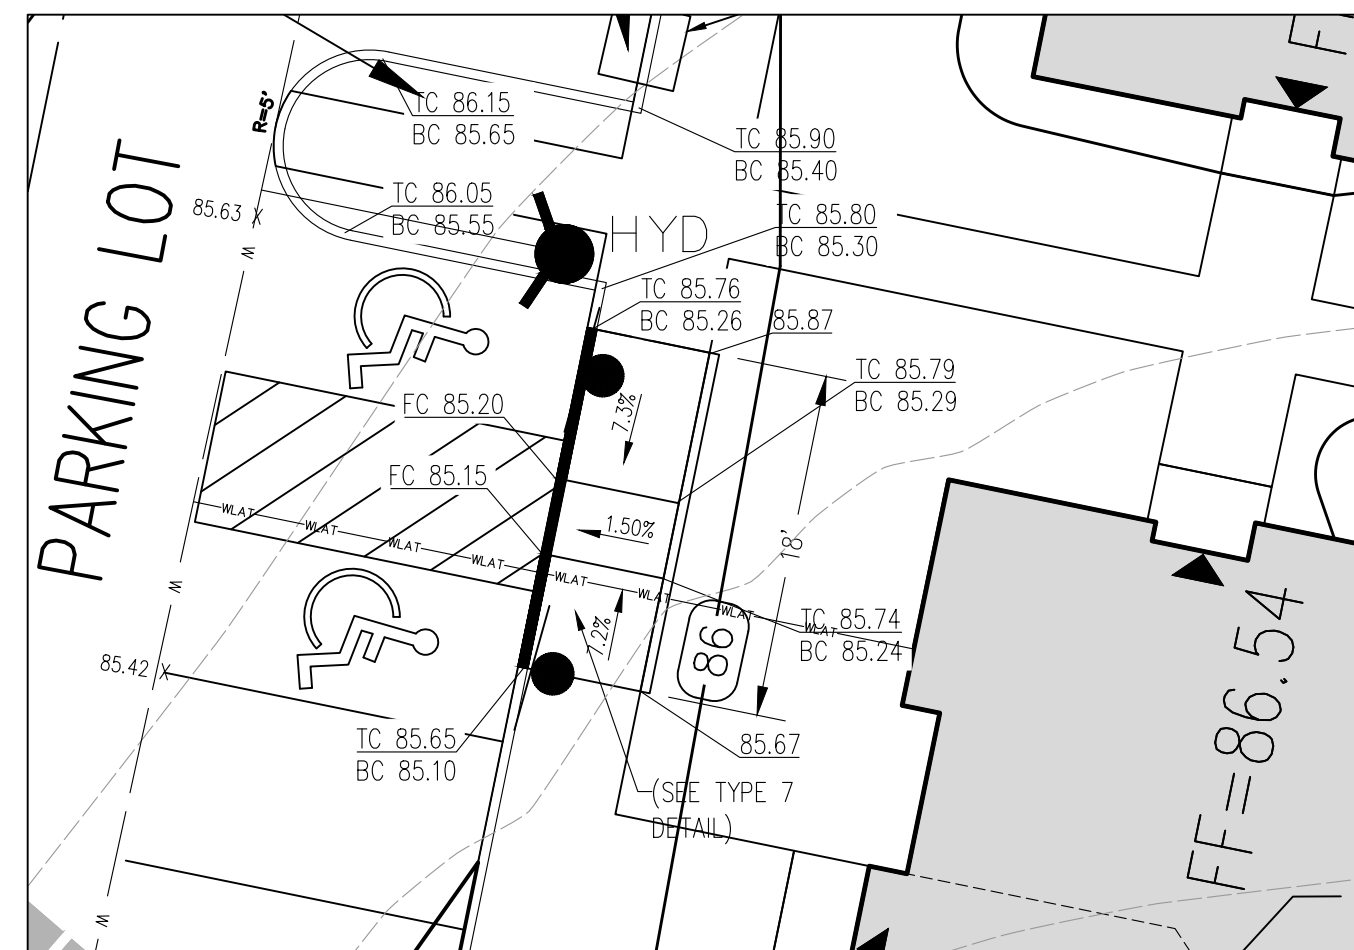 R=5'
TC 86.15
BC 85.65
TC 85.90
BC 85.40
TC 86.05
BC 85.55
85.63
W
HYD
TC 85.80
BC 85.30
TC 85.76
BC 85.26
85.87
PARKING LOT
TC 85.79
BC 85.29
FC 85.20
7.3%
FC 85.15
1.50%
18'
WLAT
WLAT
WLAT
WLAT
WLAT
WLAT
WLAT
WLAT
W
7.2%
86
TC 85.74
BC 85.24
85.42
FF=86.54
TC 85.65
BC 85.10
85.67
(SEE TYPE 7
DETAIL)
W